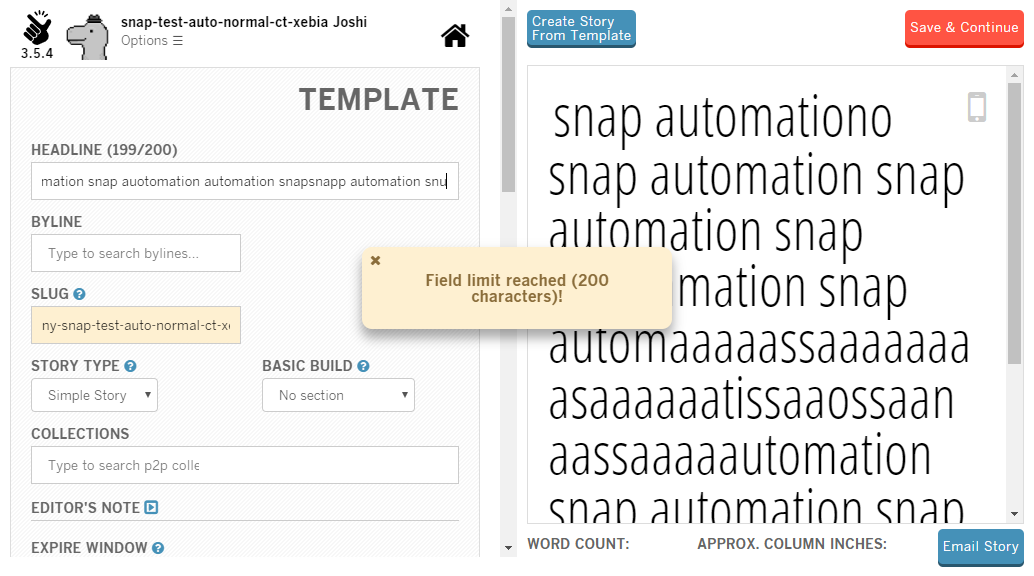 snap-test-auto-normal-ct-xebia Joshi
Options ☰
3.5.4
TEMPLATE
HEADLINE (199/200)
mation snap auotomation automation snapsnapp automation snu
BYLINE
Type to search bylines...
SLUG
ny-snap-test-auto-normal-ct-x
STORY TYPE
BASIC BUILD
Simple Story
No section
COLLECTIONS
Type to search p2p colle
EDITOR'S NOTE
EXPIRE WINDOW
Create Story
From Template
Save & Continue
snap automationo
snap automation snap
automation snap
mation snap
automaaaaassaaaaaaa
asaaaaaatissaaossaan
aassaaaaautomation
snap automation snap
Field limit reached (200
characters)!
WORD COUNT:
APPROX. COLUMN INCHES:
Email Story